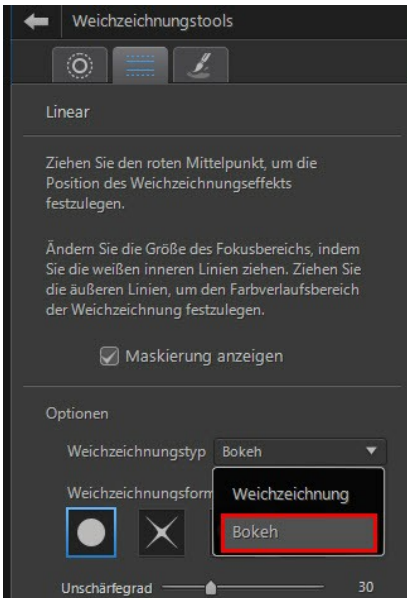 Weichzeichnungstools
Linear
Ziehen Sie den roten Mittelpunkt, um die
Position des Weichzeichnungseffekts
festzulegen.
Ändern Sie die Größe des Fokusbereichs, indem
Sie die weißen inneren Linien ziehen. Ziehen Sie
die äußeren Linien, um den Farbverlaufsbereich
der Weichzeichnung festzulegen.
Maskierung anzeigen
Optionen
Weichzeichnungstyp Bokeh
Weichzeichnungsform
Weichzeichnung
Bokeh
Unschärfegrad 30